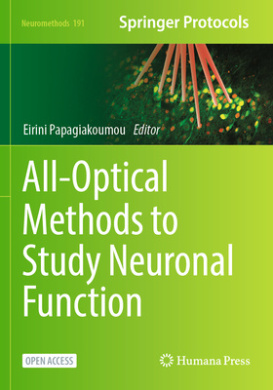 Neuromethods 191
Springer Protocols
Eirini Papagiakoumou Editor
All-Optical
Methods to
Study Neuronal
Function
OPEN ACCESS
Humana Press